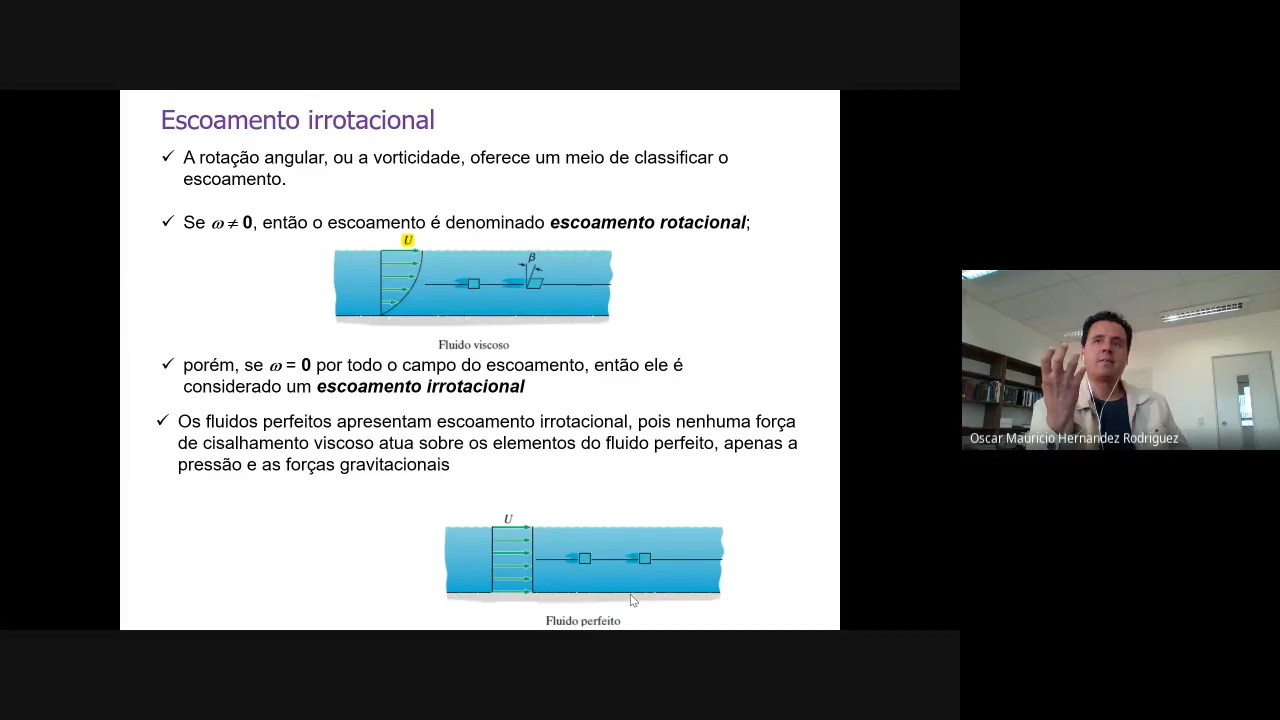 Escoamento irrotacional
✓ A rotação angular, ou a vorticidade, oferece um meio de classificar o
escoamento.
✓ Se ω ≠ 0, então o escoamento é denominado escoamento rotacional;
U
β
Fluido viscoso
✓ porém, se ω = 0 por todo o campo do escoamento, então ele é
considerado um escoamento irrotacional
✓ Os fluidos perfeitos apresentam escoamento irrotacional, pois nenhuma força
de cisalhamento viscoso atua sobre os elementos do fluido perfeito, apenas a
pressão e as forças gravitacionais
U
Fluido perfeito
Oscar Mauricio Hernandez Rodriguez